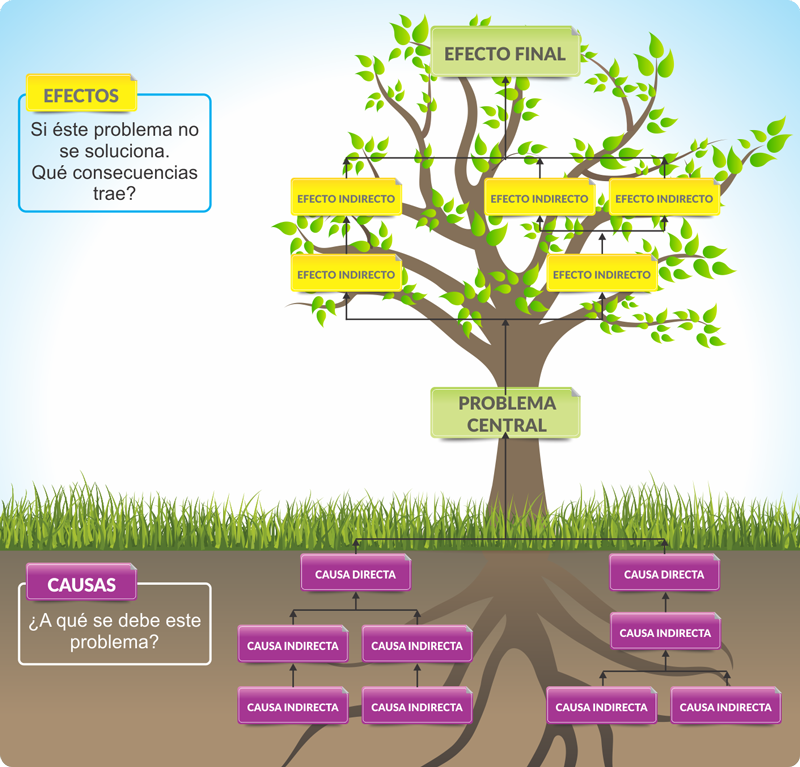 EFECTO FINAL
EFECTOS
Si éste problema no
se soluciona.
Qué consecuencias
trae?
EFECTO INDIRECTO
EFECTO INDIRECTO
EFECTO INDIRECTO
EFECTO INDIRECTO
EFECTO INDIRECTO
PROBLEMA
CENTRAL
CAUSAS
¿A qué se debe este
problema?
CAUSA DIRECTA
CAUSA DIRECTA
CAUSA INDIRECTA
CAUSA INDIRECTA
CAUSA INDIRECTA
CAUSA INDIRECTA
CAUSA INDIRECTA
CAUSA INDIRECTA
CAUSA INDIRECTA